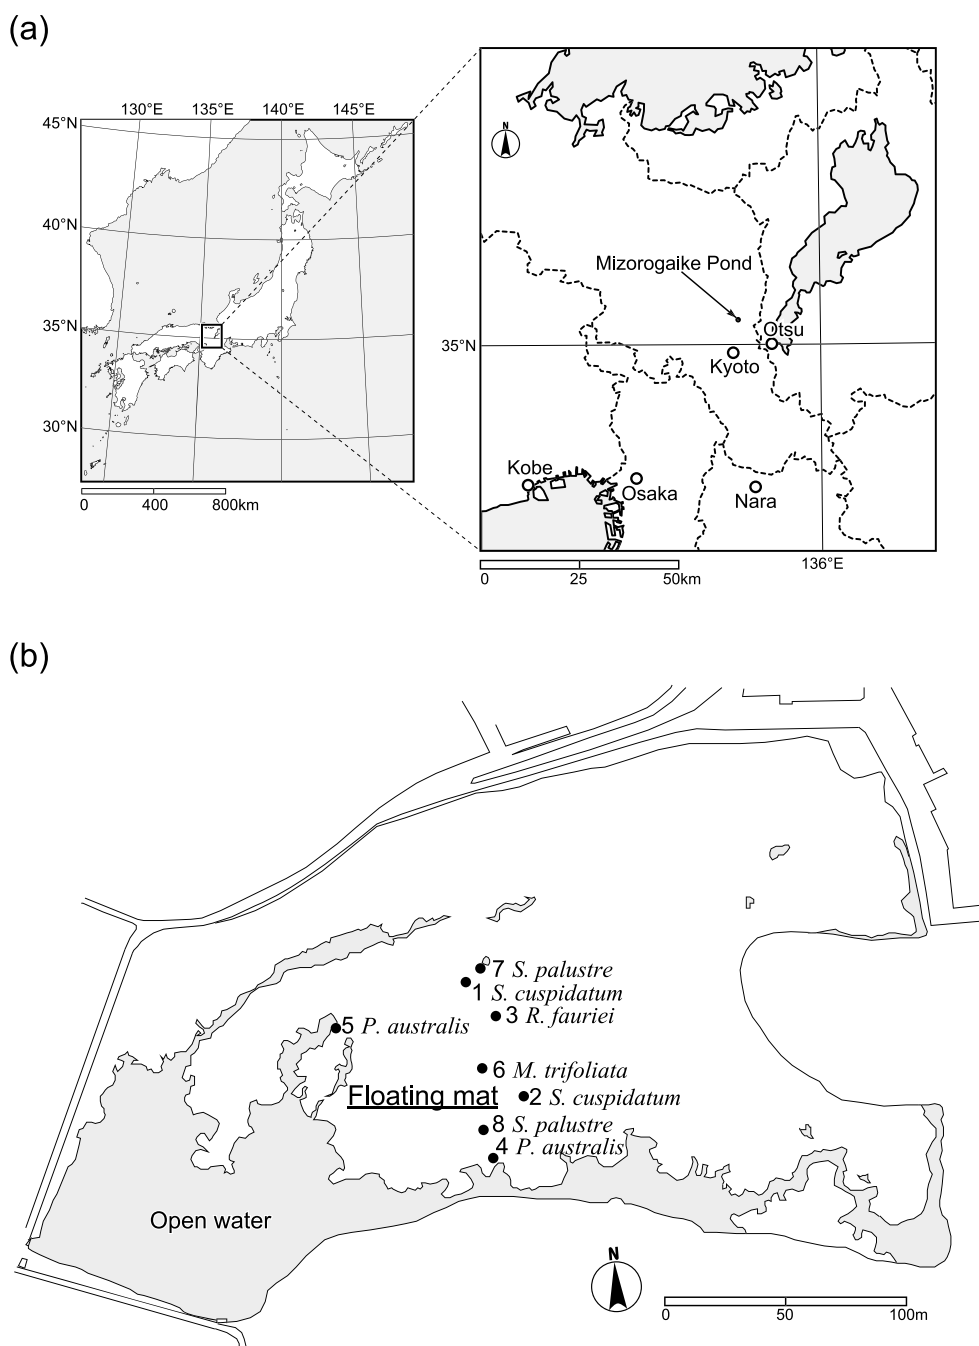 (a)
130°E 135°E 140°E 145°E
45°N
40°N
35°N
30°N
0 400 800km
N
Mizorogaike Pond
Otsu
35°N
Kyoto
Kobe
Osaka
Nara
136°E
0 25 50km
(b)
7 S. palustre
1 S. cuspidatum
3 R. fauriei
5 P. australis
6 M. trifoliata
Floating mat
2 S. cuspidatum
8 S. palustre
4 P. australis
Open water
N
0 50 100m